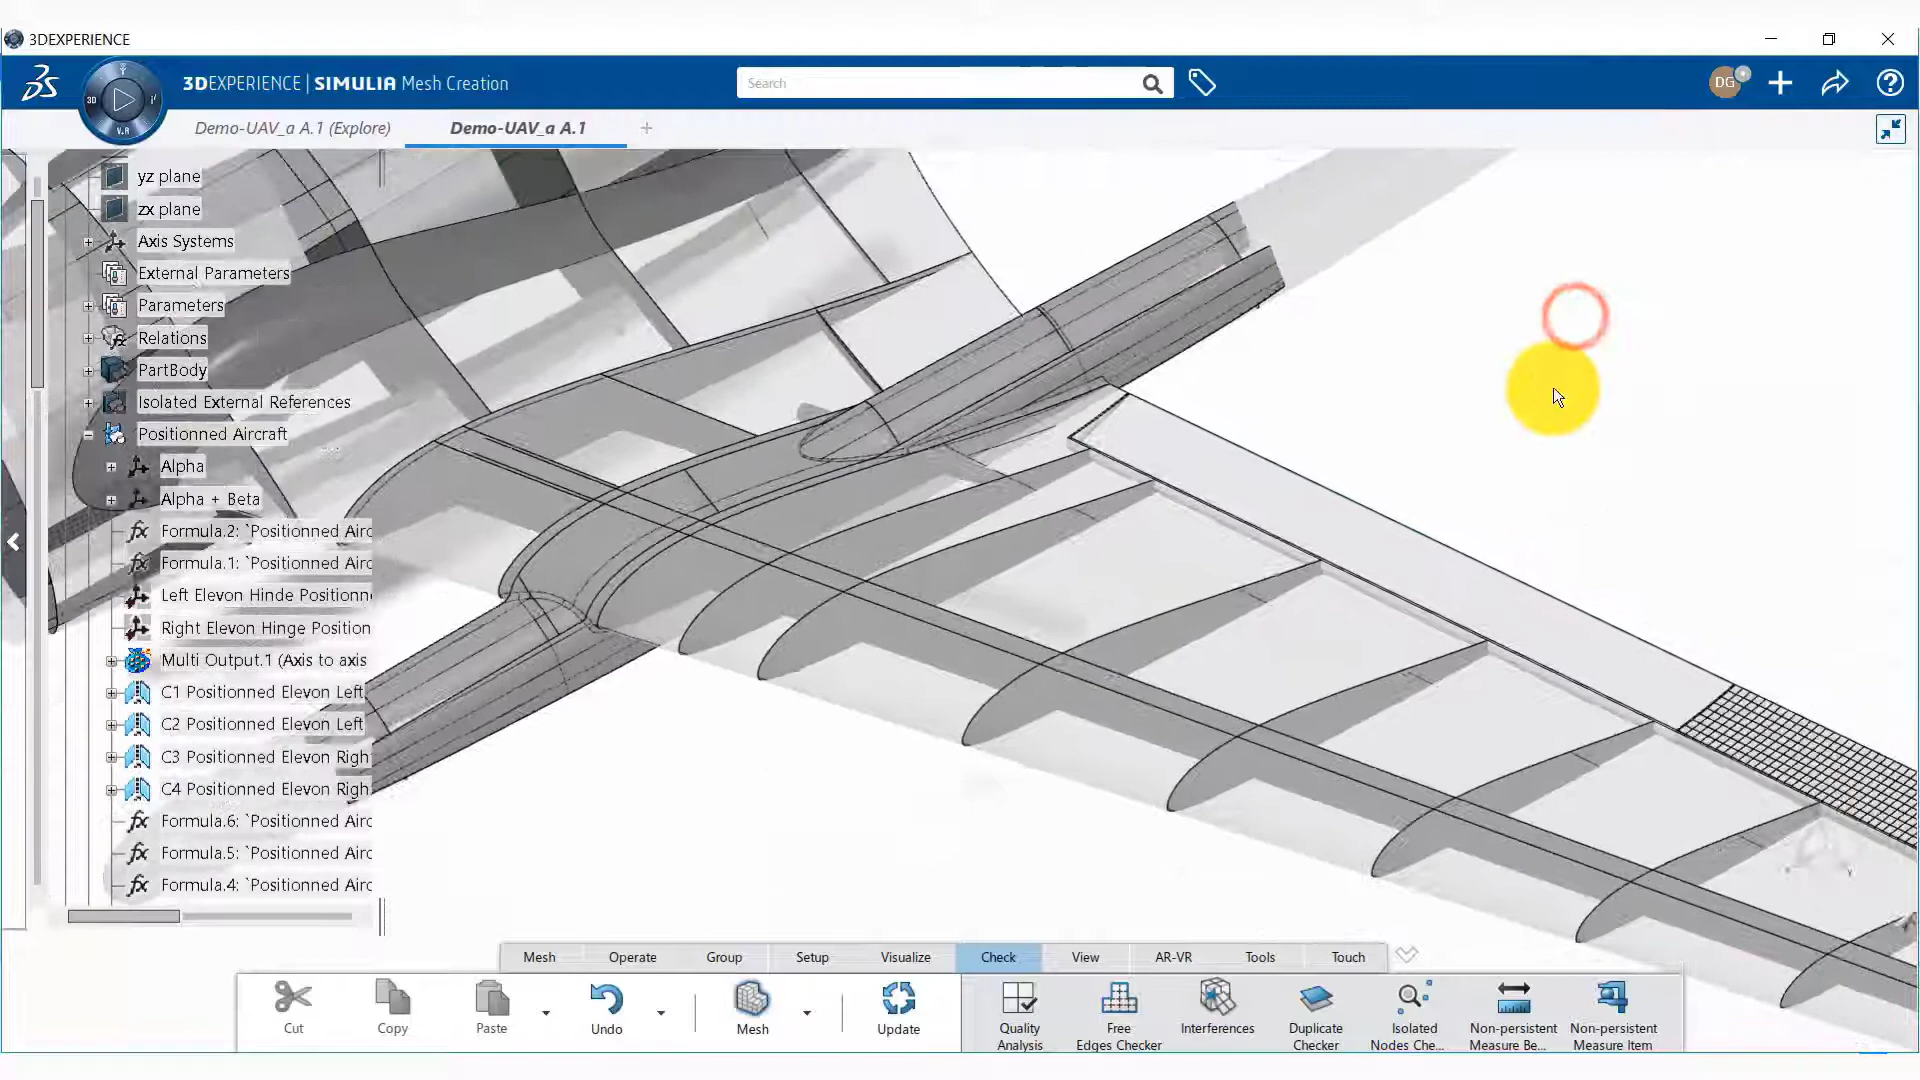 3DEXPERIENCE
3DEXPERIENCE | SIMULIA Mesh Creation
Search
DG
3D
V.R
Demo-UAV_a A.1 (Explore)
Demo-UAV_a A.1
yz plane
zx plane
Axis Systems
External Parameters
Parameters
Relations
PartBody
Isolated External References
Positionned Aircraft
Alpha
Alpha + Beta
Formula.2: `Positionned Airc
Formula.1: `Positionned Airc
Left Elevon Hinde Positionn
Right Elevon Hinge Position
Multi Output.1 (Axis to axis
C1 Positionned Elevon Left
C2 Positionned Elevon Left
C3 Positionned Elevon Righ
C4 Positionned Elevon Righ
Formula.6: `Positionned Airc
Formula.5: `Positionned Airc
Formula.4: `Positionned Airc
Mesh
Operate
Group
Setup
Visualize
Check
View
AR-VR
Tools
Touch
Cut
Copy
Paste
Undo
Mesh
Update
Quality
Analysis
Free
Edges Checker
Interferences
Duplicate
Checker
Isolated
Nodes Che...
Non-persistent
Measure Be...
Non-persistent
Measure Item